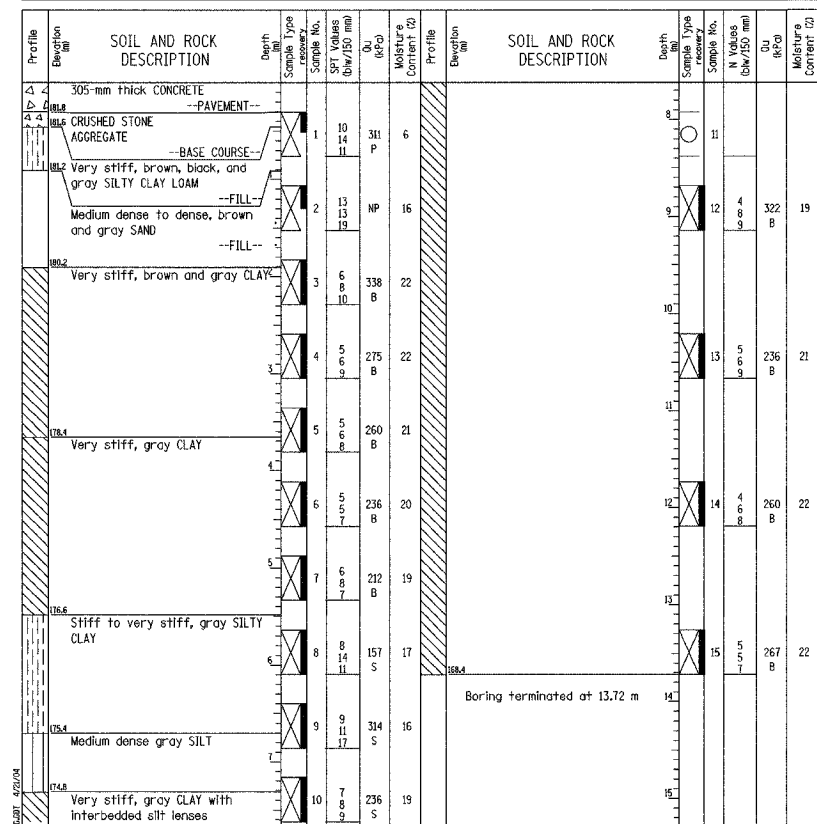 Profile
Elevation (m)
SOIL AND ROCK DESCRIPTION
Depth (m)
Sample Type recovery
Sample No.
SPT Values (blw/150 mm)
Qu (kPa)
Moisture Content (%)
305-mm thick CONCRETE
--PAVEMENT--
181.8
181.6 CRUSHED STONE
AGGREGATE
--BASE COURSE--
1 10 14 11 311 P 6
181.2 Very stiff, brown, black, and
gray SILTY CLAY LOAM
1
--FILL--
Medium dense to dense, brown
and gray SAND
--FILL--
2 13 13 19 NP 16
180.2
Very stiff, brown and gray CLAY
2
3 6 8 10 338 B 22
3
4 5 6 9 275 B 22
5 5 6 8 260 B 21
178.4
Very stiff, gray CLAY
4
6 5 5 7 236 B 20
5
7 6 8 7 212 B 19
176.6
Stiff to very stiff, gray SILTY
CLAY
6
8 8 14 11 157 S 17
9 9 11 17 314 S 16
175.4
Medium dense gray SILT
7
174.8
Very stiff, gray CLAY with
interbedded silt lenses
10 7 8 9 236 S 19
Profile
Elevation (m)
SOIL AND ROCK DESCRIPTION
Depth (m)
Sample Type recovery
Sample No.
N Values (blw/150 mm)
Qu (kPa)
Moisture Content (%)
8
11
9
12 4 8 9 322 B 19
10
13 5 6 9 236 B 21
11
12
14 4 6 8 260 B 22
13
15 5 5 7 267 B 22
168.4
Boring terminated at 13.72 m
14
15
4/21/04